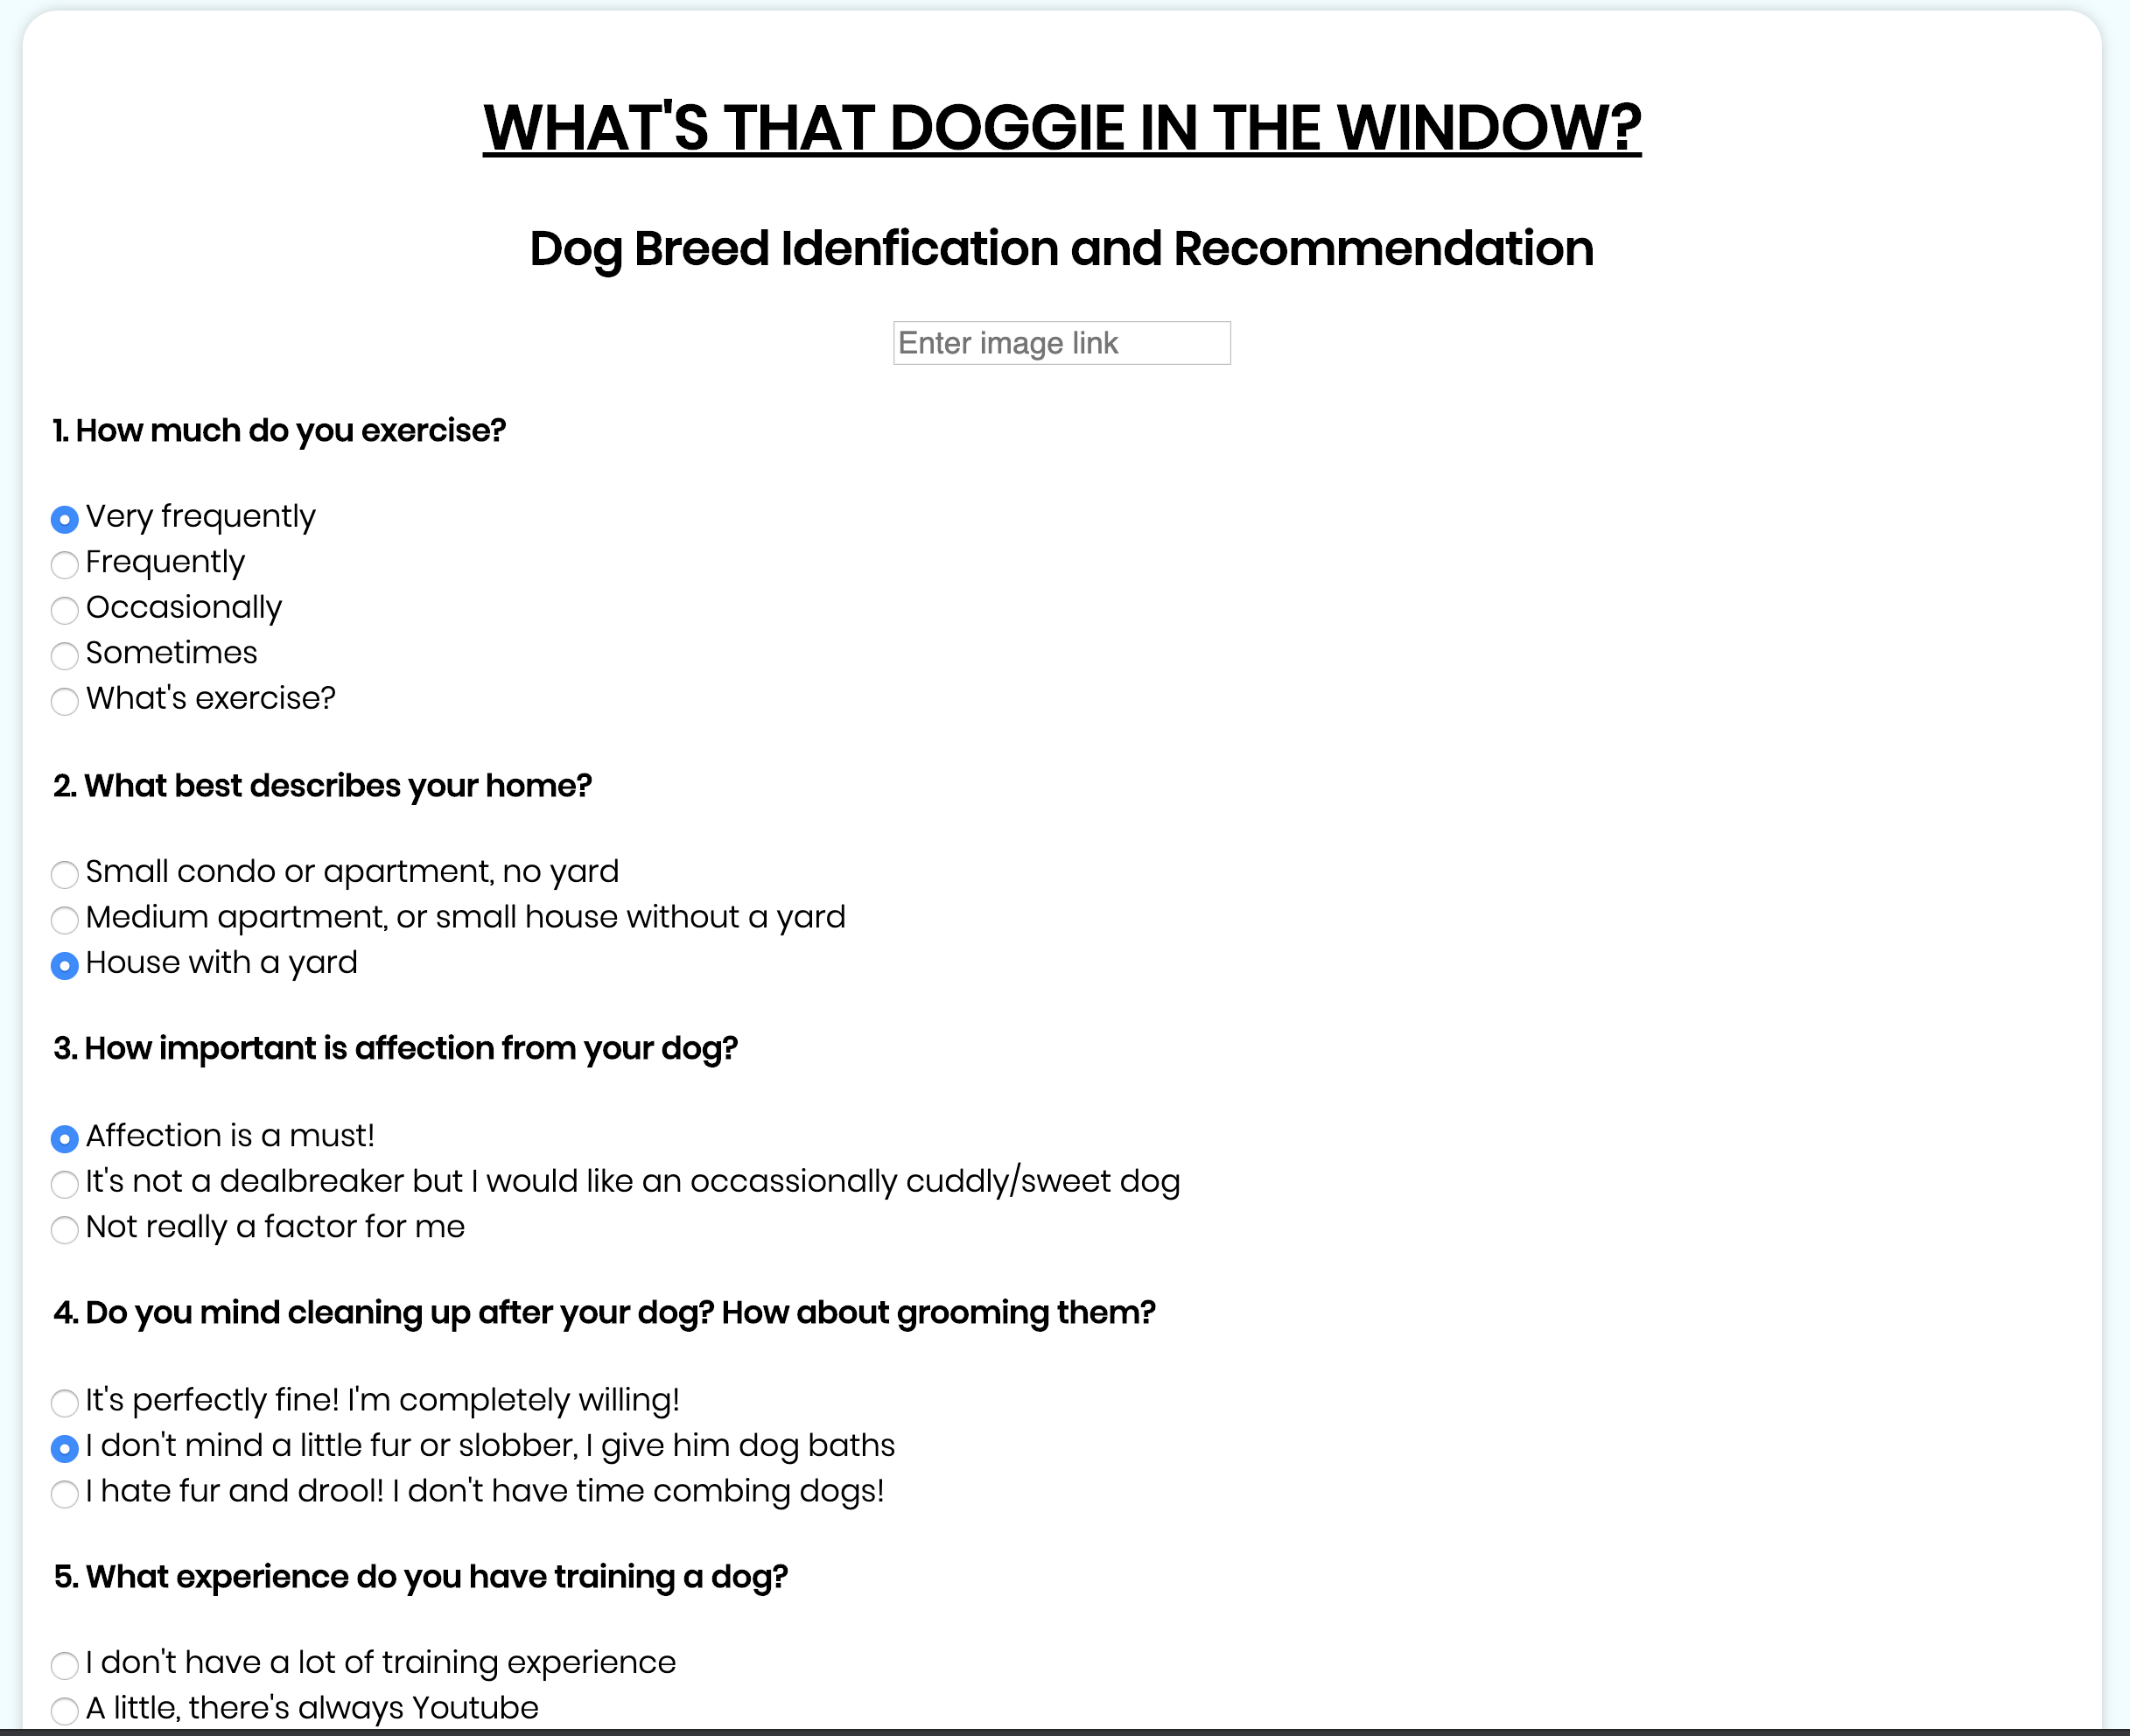 WHAT'S THAT DOGGIE IN THE WINDOW?
Dog Breed Idenfication and Recommendation
Enter image link
1. How much do you exercise?
Very frequently
Frequently
Occasionally
Sometimes
What's exercise?
2. What best describes your home?
Small condo or apartment, no yard
Medium apartment, or small house without a yard
House with a yard
3. How important is affection from your dog?
Affection is a must!
It's not a dealbreaker but I would like an occassionally cuddly/sweet dog
Not really a factor for me
4. Do you mind cleaning up after your dog? How about grooming them?
It's perfectly fine! I'm completely willing!
I don't mind a little fur or slobber, I give him dog baths
I hate fur and drool! I don't have time combing dogs!
5. What experience do you have training a dog?
I don't have a lot of training experience
A little, there's always Youtube